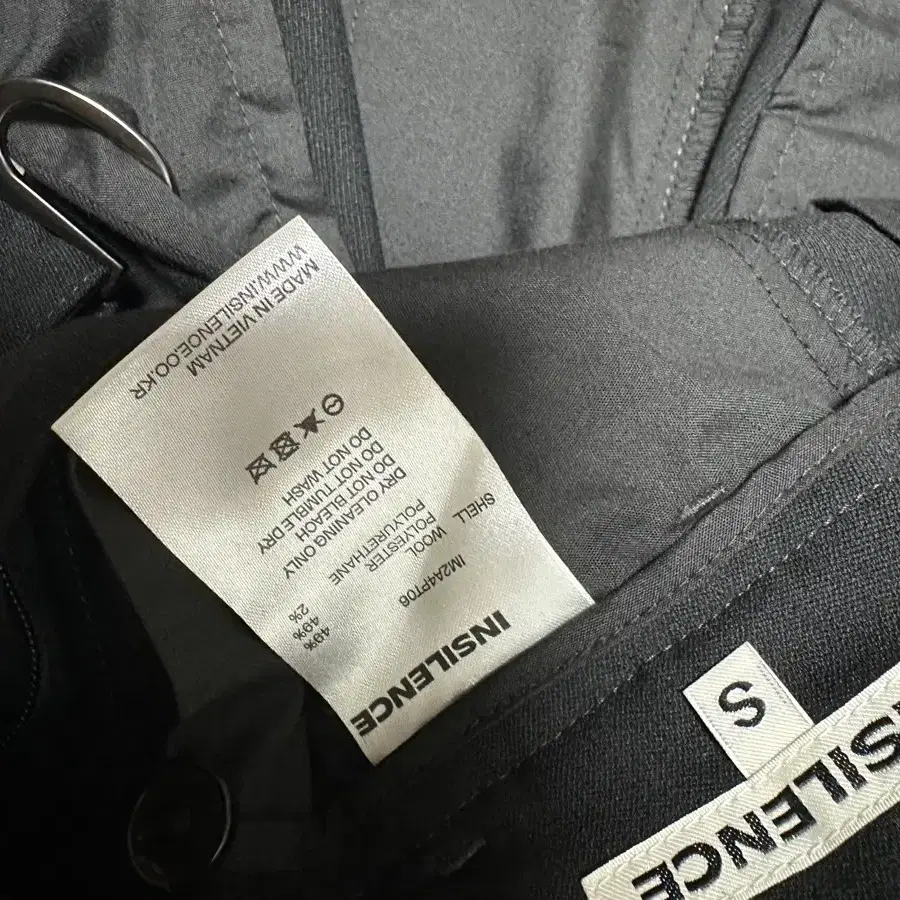 INSILENCE
IM2A4PT06
SHELL WOOL 49%
POLYESTER 49%
POLYURETHANE 2%
DRY CLEANING ONLY
DO NOT BLEACH
DO NOT TUMBLE DRY
DO NOT WASH
MADE IN VIETNAM
WWW.INSILENCE.CO.KR
INSILENCE
S